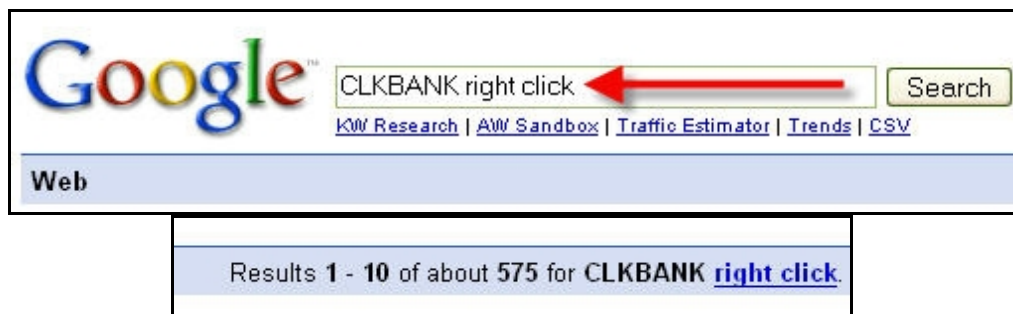 Google™
CLKBANK right click
Search
KW Research | AW Sandbox | Traffic Estimator | Trends | CSV
Web
Results 1 - 10 of about 575 for CLKBANK right click.